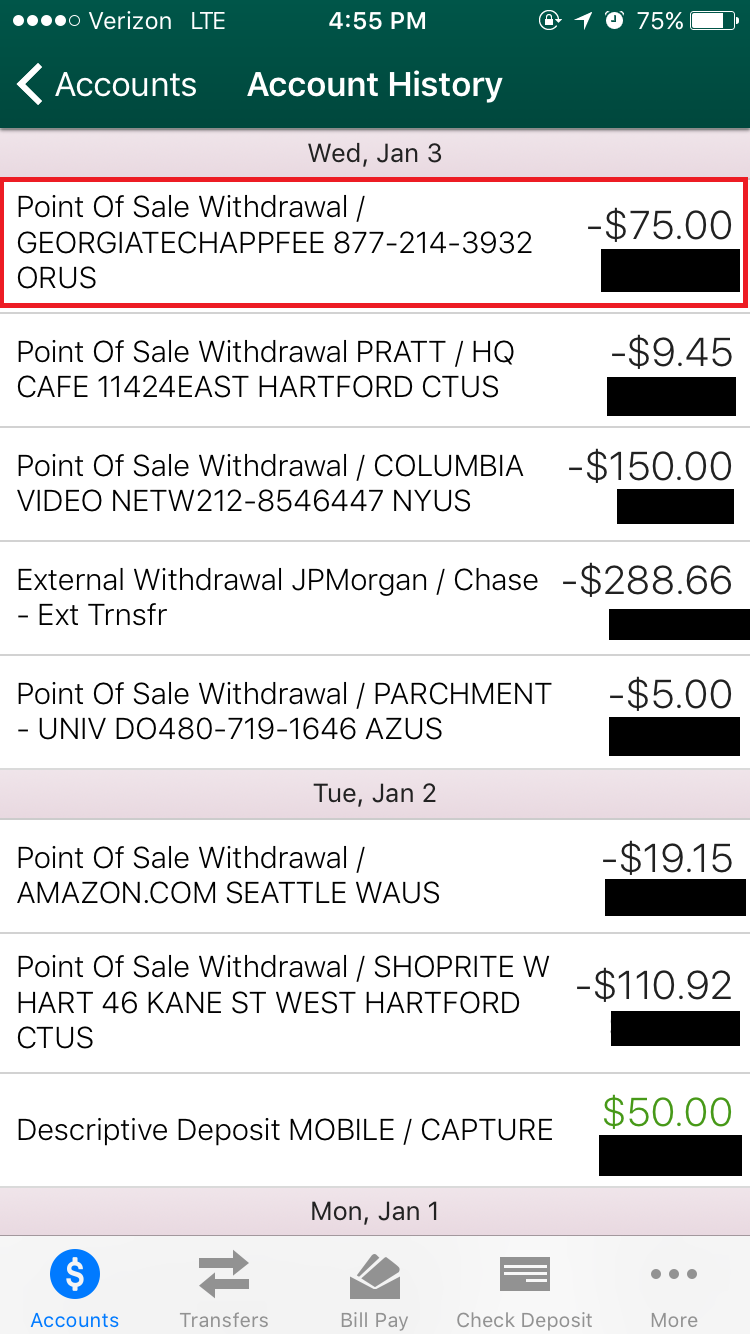 Verizon LTE 4:55 PM 75%
Accounts Account History
Wed, Jan 3
Point Of Sale Withdrawal /
GEORGIATECHAPPFEE 877-214-3932
ORUS
-$75.00
Point Of Sale Withdrawal PRATT / HQ
CAFE 11424EAST HARTFORD CTUS
-$9.45
Point Of Sale Withdrawal / COLUMBIA
VIDEO NETW212-8546447 NYUS
-$150.00
External Withdrawal JPMorgan / Chase
- Ext Trnsfr
-$288.66
Point Of Sale Withdrawal / PARCHMENT
- UNIV DO480-719-1646 AZUS
-$5.00
Tue, Jan 2
Point Of Sale Withdrawal /
AMAZON.COM SEATTLE WAUS
-$19.15
Point Of Sale Withdrawal / SHOPRITE W
HART 46 KANE ST WEST HARTFORD
CTUS
-$110.92
Descriptive Deposit MOBILE / CAPTURE
$50.00
Mon, Jan 1
$
Accounts Transfers Bill Pay Check Deposit More